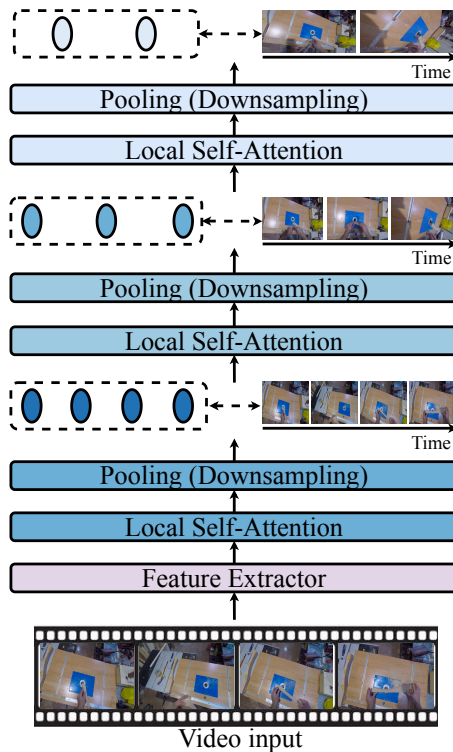 Time
Pooling (Downsampling)
Local Self-Attention
Time
Pooling (Downsampling)
Local Self-Attention
Time
Pooling (Downsampling)
Local Self-Attention
Feature Extractor
Video input